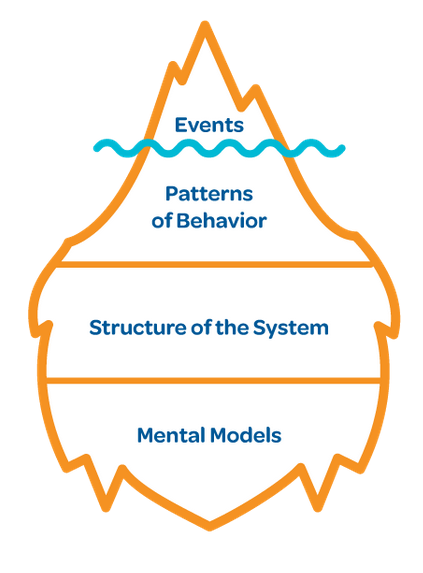 Events
Patterns
of Behavior
Structure of the System
Mental Models